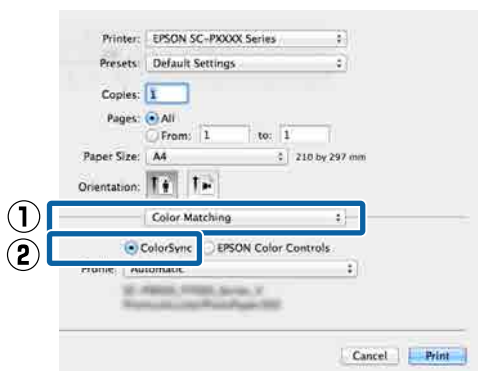 Printer: EPSON SC-PXXXX Series
Presets: Default Settings
Copies: 1
Pages: All
From: 1 to: 1
Paper Size: A4 210 by 297 mm
Orientation:
① Color Matching
② ColorSync EPSON Color Controls
Profile: Automatic
Cancel Print